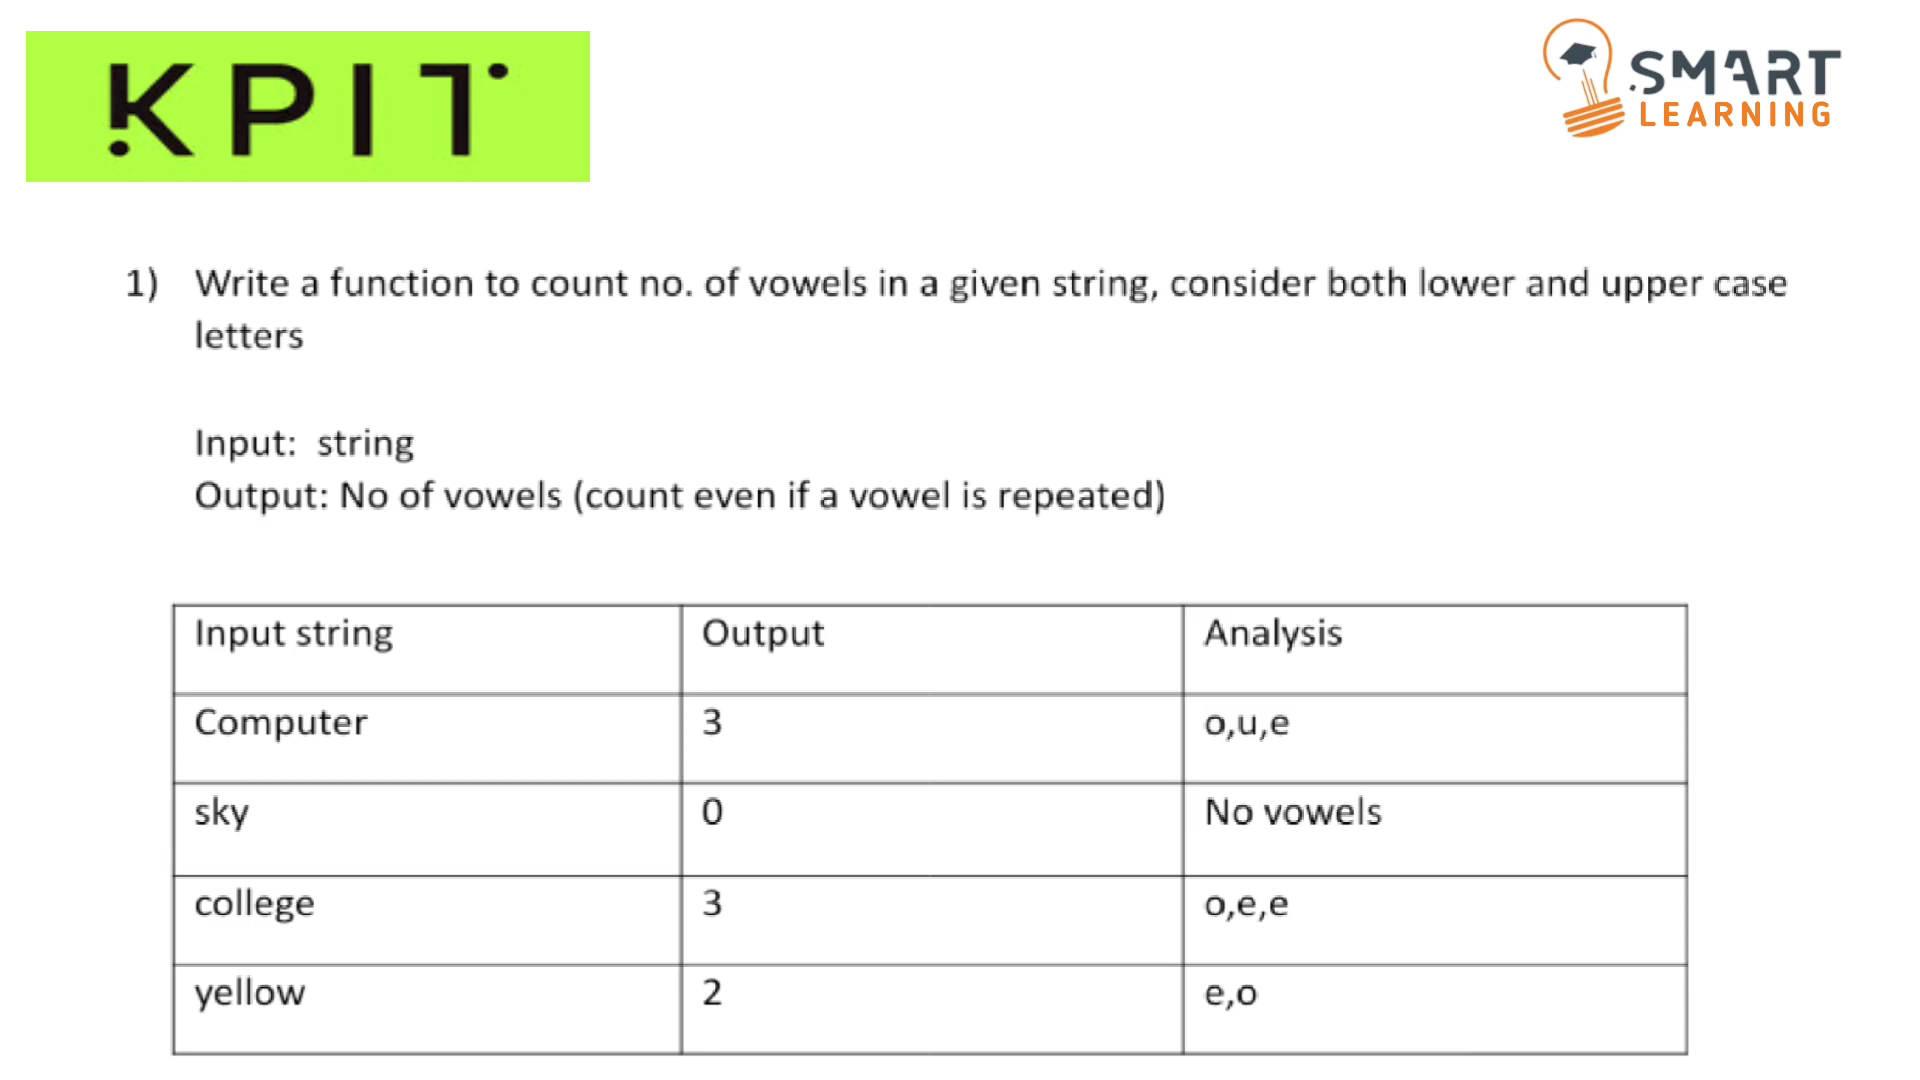 KPIT
SMART
LEARNING
1) Write a function to count no. of vowels in a given string, consider both lower and upper case
letters
Input: string
Output: No of vowels (count even if a vowel is repeated)
Input string Output Analysis
Computer 3 o,u,e
sky 0 No vowels
college 3 o,e,e
yellow 2 e,o